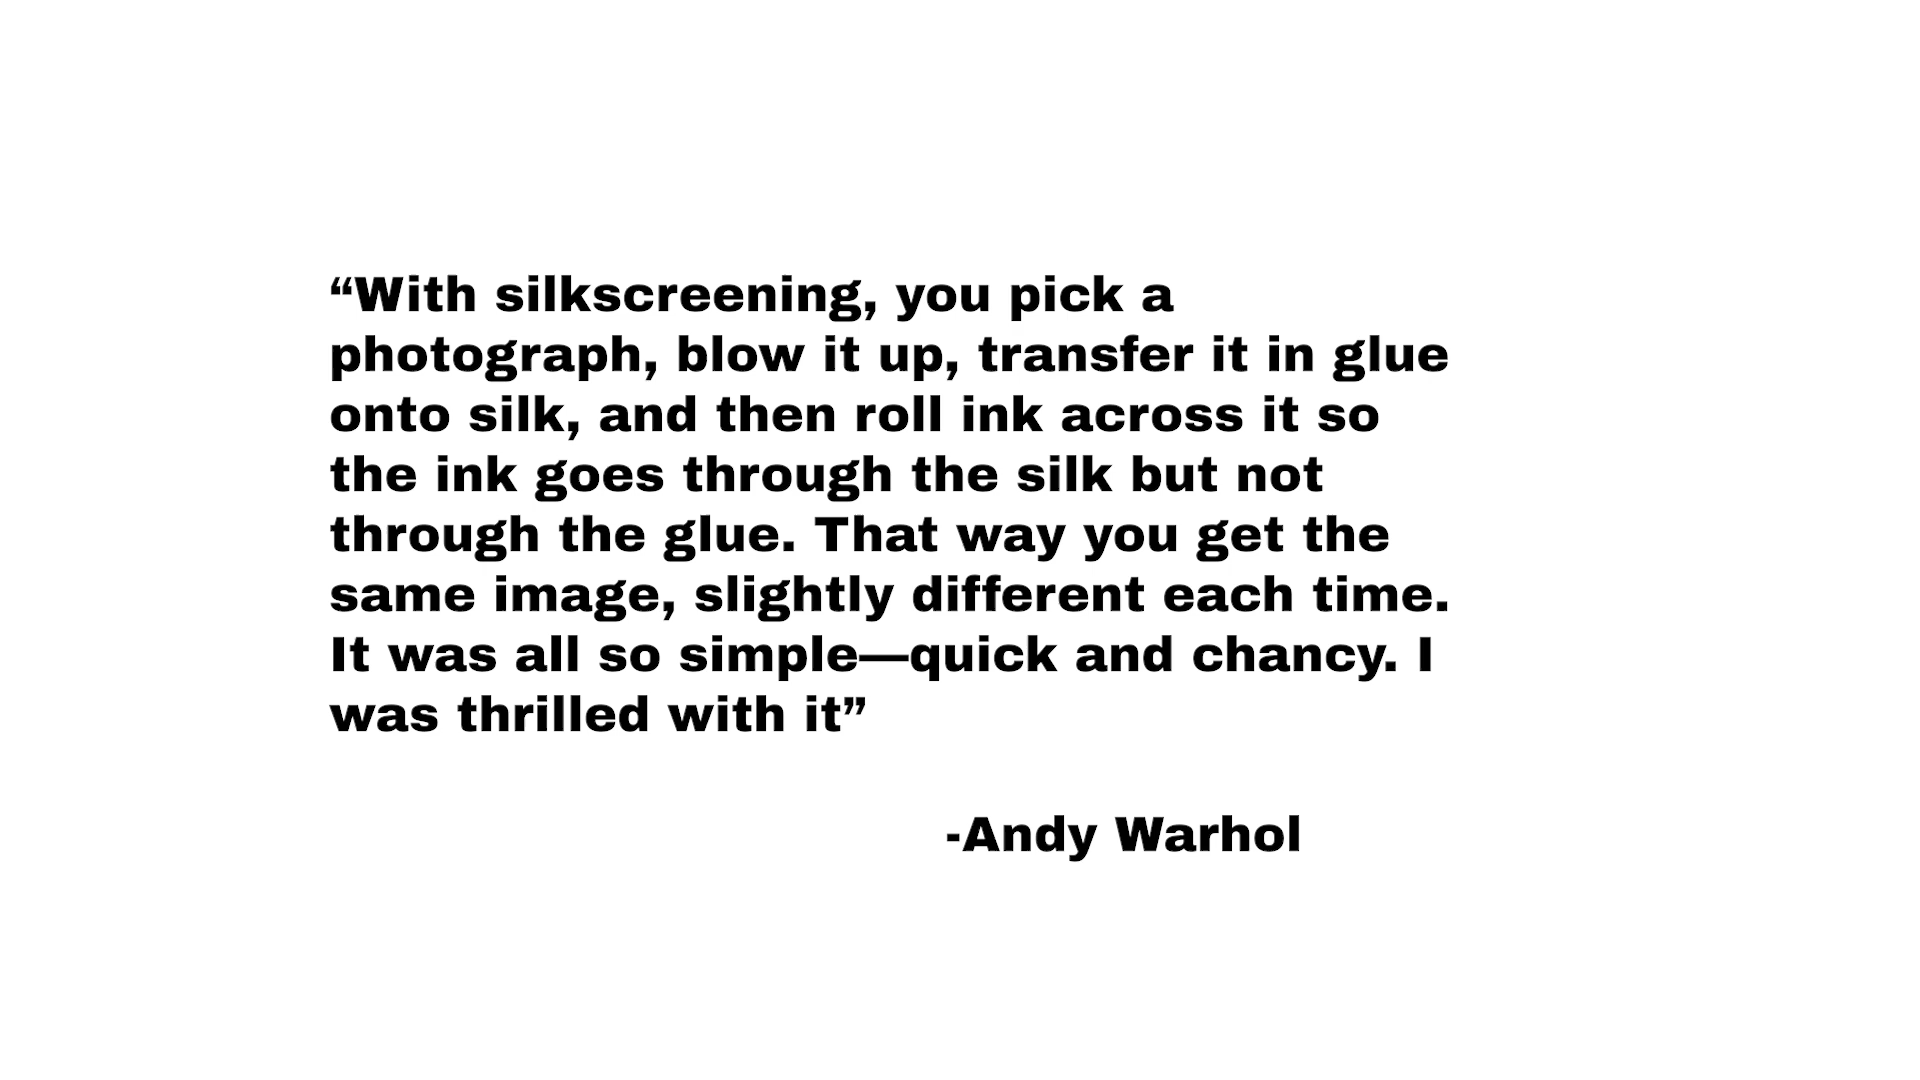 “With silkscreening, you pick a
photograph, blow it up, transfer it in glue
onto silk, and then roll ink across it so
the ink goes through the silk but not
through the glue. That way you get the
same image, slightly different each time.
It was all so simple—quick and chancy. I
was thrilled with it”
-Andy Warhol